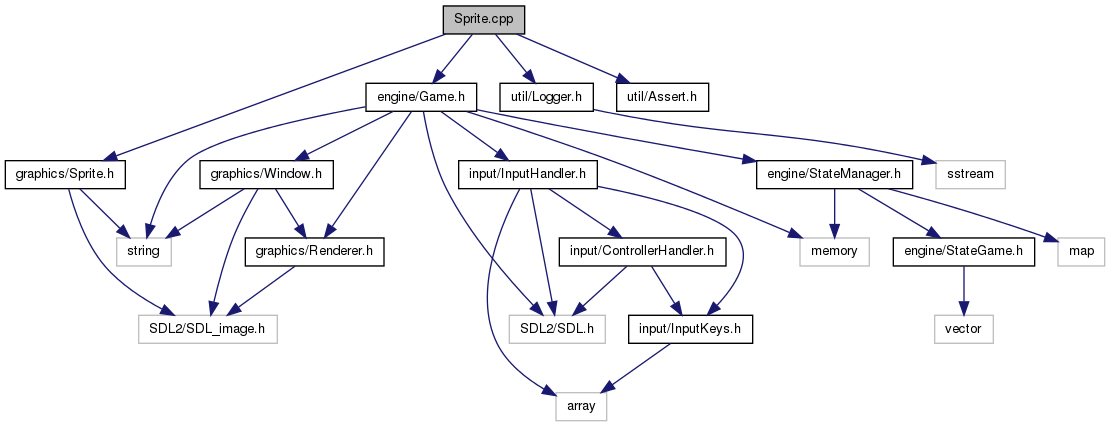 Sprite.cpp
engine/Game.h
util/Logger.h
util/Assert.h
graphics/Sprite.h
graphics/Window.h
input/InputHandler.h
engine/StateManager.h
sstream
string
graphics/Renderer.h
input/ControllerHandler.h
memory
engine/StateGame.h
map
SDL2/SDL_image.h
SDL2/SDL.h
input/InputKeys.h
vector
array